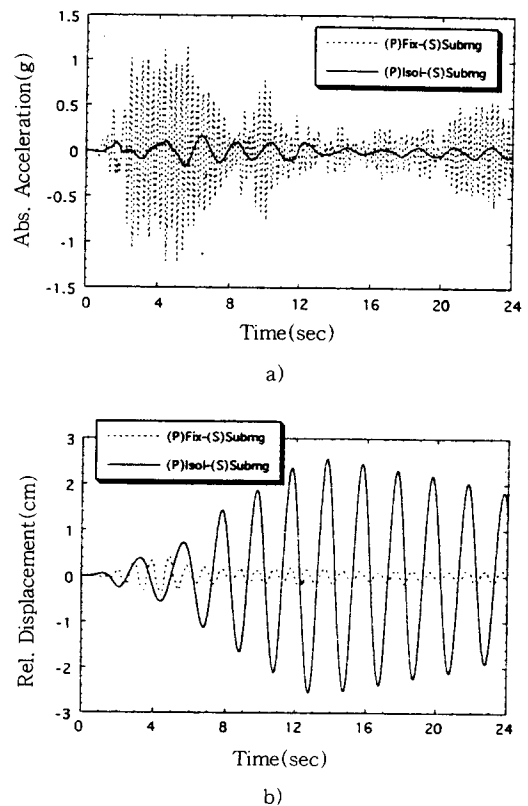 1.5
1
0.5
0
-0.5
-1
-1.5
Abs. Acceleration(g)
(P)Fix-(S)Submg
(P)Isol-(S)Submg
0 4 8 12 16 20 24
Time(sec)
a)
3
2
1
0
-1
-2
-3
Rel. Displacement(cm)
(P)Fix-(S)Submg
(P)Isol-(S)Submg
0 4 8 12 16 20 24
Time(sec)
b)